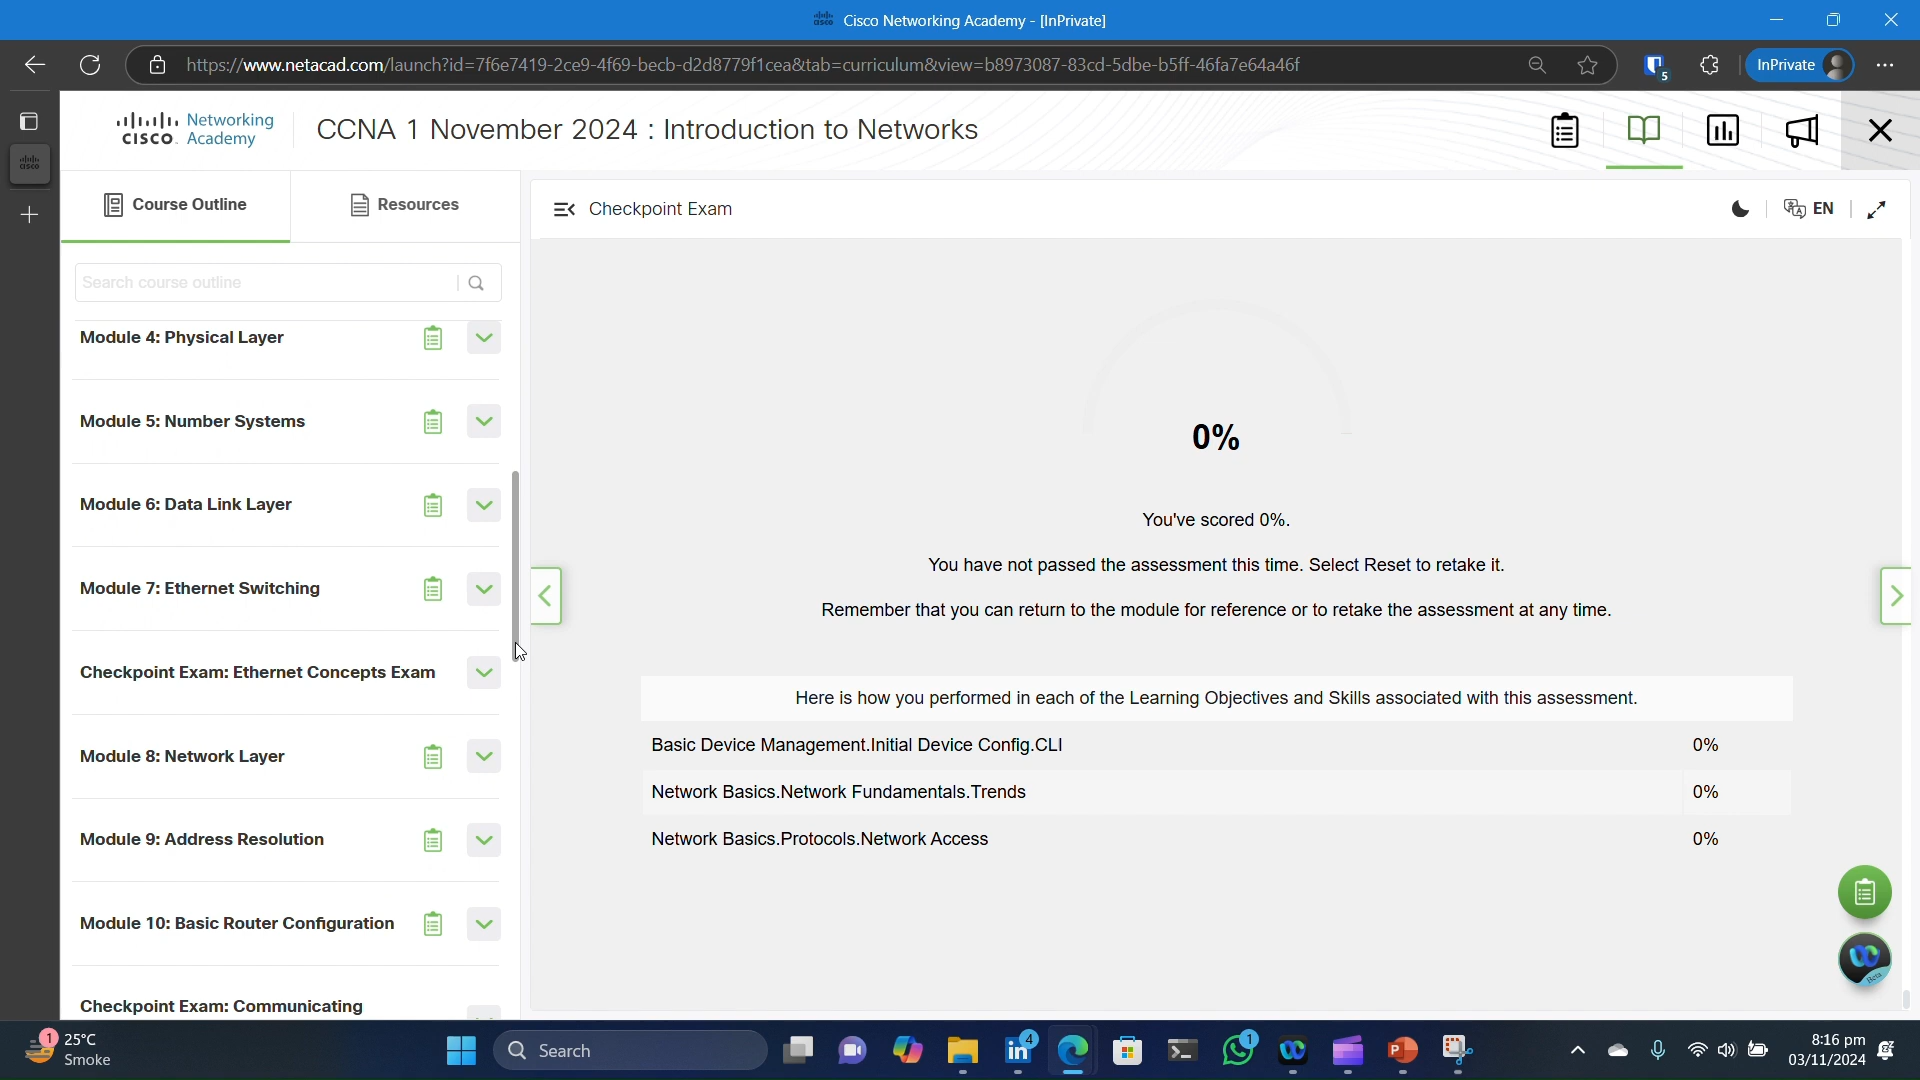 Cisco Networking Academy - [InPrivate]
https://www.netacad.com/launch?id=7f6e7419-2ce9-4f69-becb-d2d8779f1cea&tab=curriculum&view=b8973087-83cd-5dbe-b5ff-46fa7e64a46f
5
InPrivate
CISCO Networking Academy
CCNA 1 November 2024 : Introduction to Networks
Course Outline
Resources
Checkpoint Exam
EN
Search course outline
Module 4: Physical Layer
Module 5: Number Systems
Module 6: Data Link Layer
Module 7: Ethernet Switching
Checkpoint Exam: Ethernet Concepts Exam
Module 8: Network Layer
Module 9: Address Resolution
Module 10: Basic Router Configuration
Checkpoint Exam: Communicating
0%
You've scored 0%.
You have not passed the assessment this time. Select Reset to retake it.
Remember that you can return to the module for reference or to retake the assessment at any time.
Here is how you performed in each of the Learning Objectives and Skills associated with this assessment.
Basic Device Management.Initial Device Config.CLI 0%
Network Basics.Network Fundamentals.Trends 0%
Network Basics.Protocols.Network Access 0%
Beta
1
25°C
Smoke
Search
4
1
8:16 pm
03/11/2024